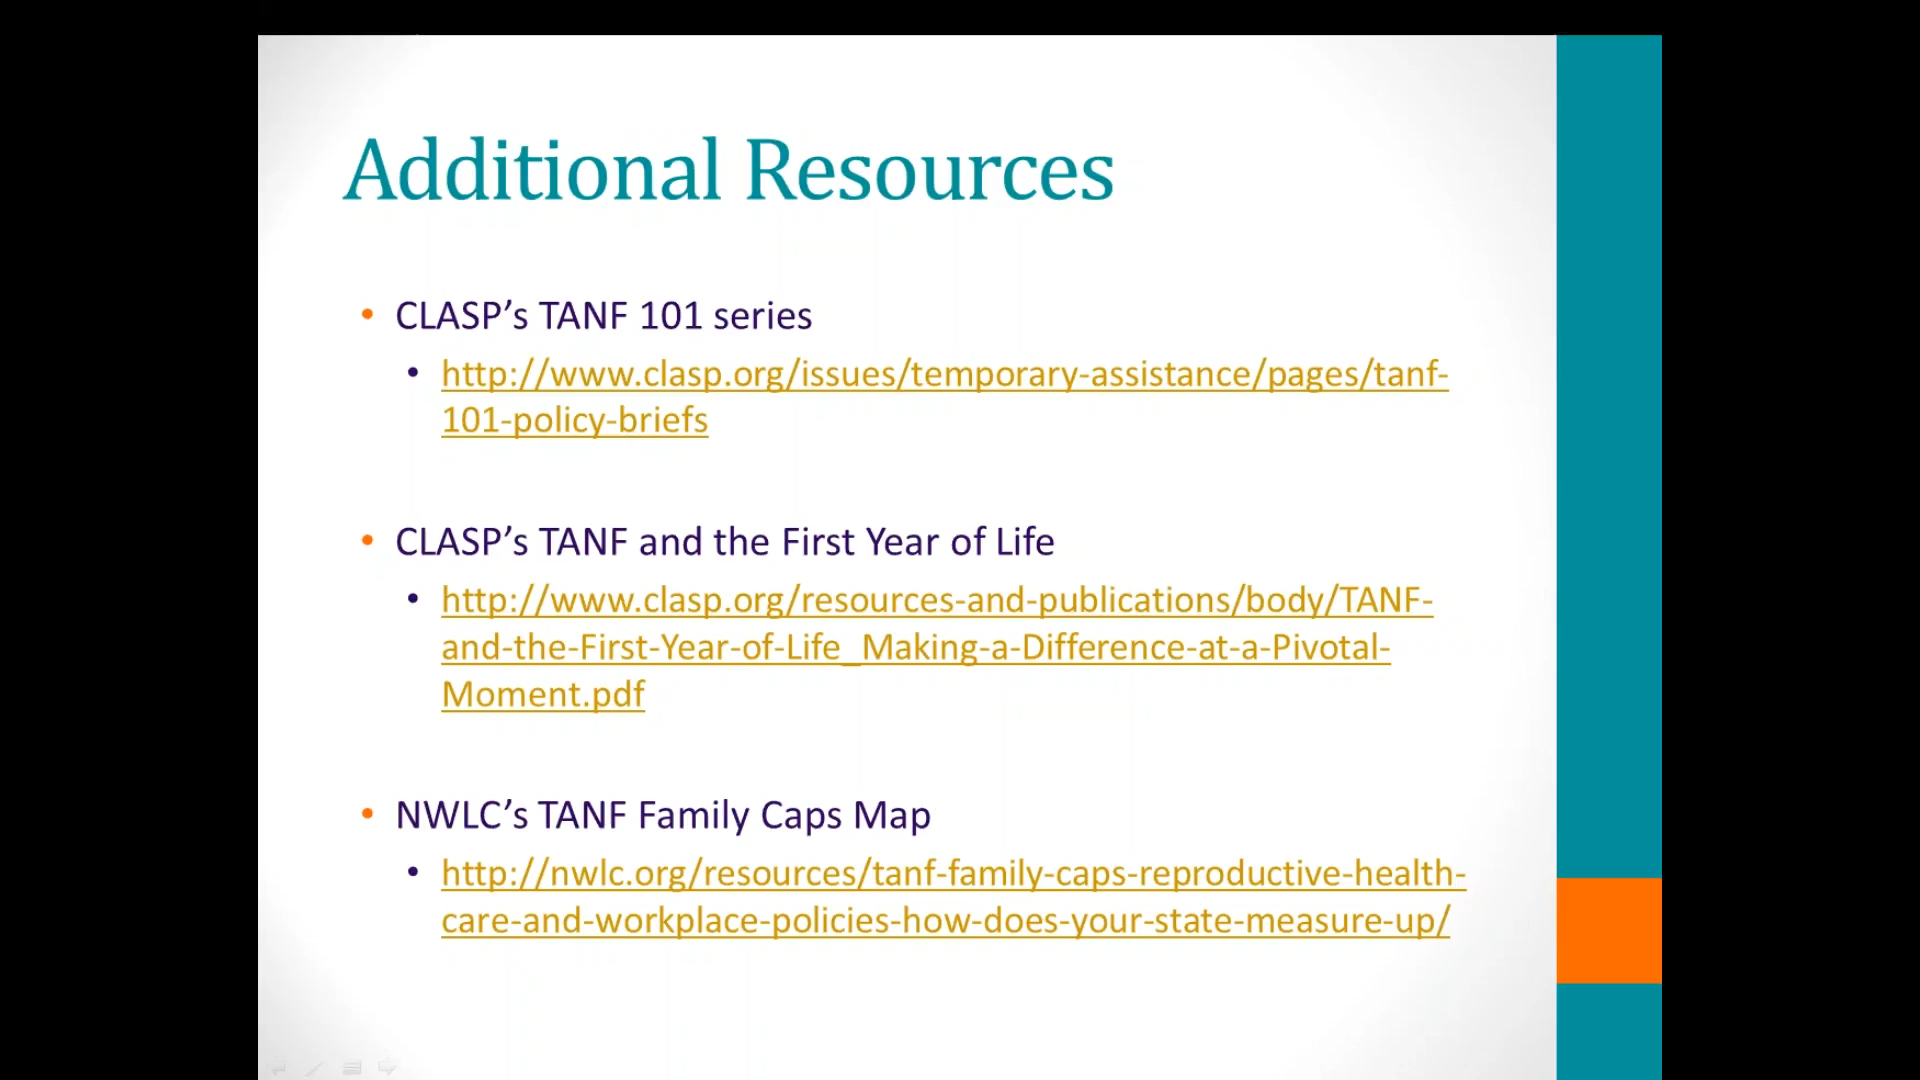 Additional Resources
• CLASP’s TANF 101 series
• http://www.clasp.org/issues/temporary-assistance/pages/tanf-
101-policy-briefs
• CLASP’s TANF and the First Year of Life
• http://www.clasp.org/resources-and-publications/body/TANF-
and-the-First-Year-of-Life_Making-a-Difference-at-a-Pivotal-
Moment.pdf
• NWLC’s TANF Family Caps Map
• http://nwlc.org/resources/tanf-family-caps-reproductive-health-
care-and-workplace-policies-how-does-your-state-measure-up/